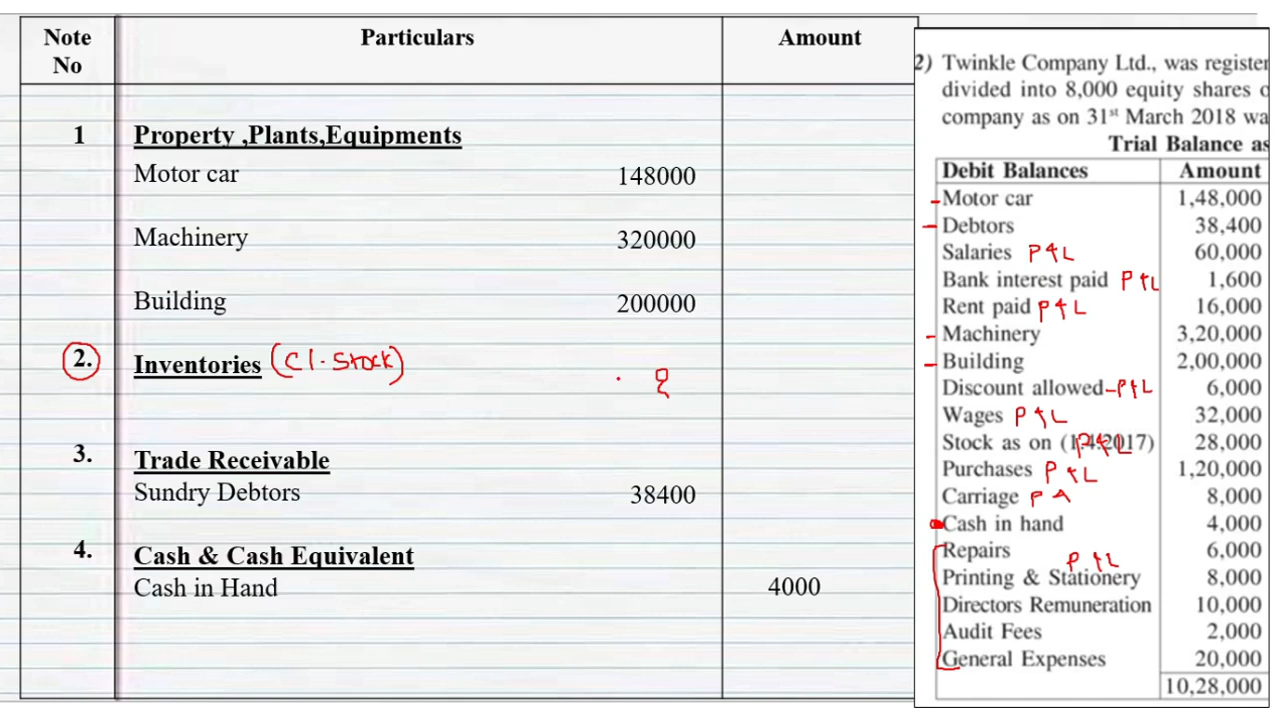 Note No Particulars Amount
1 Property ,Plants,Equipments
Motor car 148000
Machinery 320000
Building 200000
2. Inventories (Cl. Stock)
3. Trade Receivable
Sundry Debtors 38400
4. Cash & Cash Equivalent
Cash in Hand 4000
2) Twinkle Company Ltd., was register
divided into 8,000 equity shares o
company as on 31st March 2018 wa
Trial Balance as
Debit Balances Amount
Motor car 1,48,000
Debtors 38,400
Salaries P&L 60,000
Bank interest paid P&L 1,600
Rent paid P&L 16,000
Machinery 3,20,000
Building 2,00,000
Discount allowed P&L 6,000
Wages P&L 32,000
Stock as on (1.4.2017) P&L 28,000
Purchases P&L 1,20,000
Carriage P 8,000
Cash in hand 4,000
Repairs 6,000
P&L
Printing & Stationery 8,000
Directors Remuneration 10,000
Audit Fees 2,000
General Expenses 20,000
10,28,000